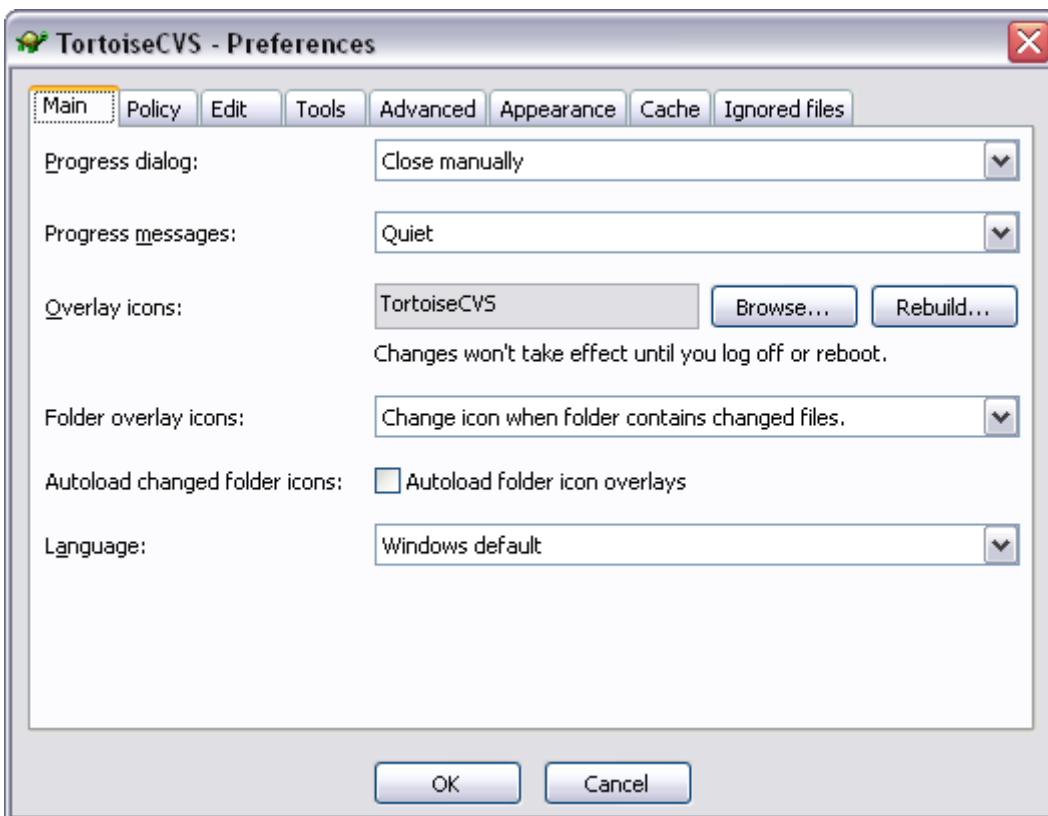 TortoiseCVS - Preferences
Main Policy Edit Tools Advanced Appearance Cache Ignored files
Progress dialog: Close manually
Progress messages: Quiet
Overlay icons: TortoiseCVS Browse... Rebuild...
Changes won't take effect until you log off or reboot.
Folder overlay icons: Change icon when folder contains changed files.
Autoload changed folder icons: Autoload folder icon overlays
Language: Windows default
OK Cancel